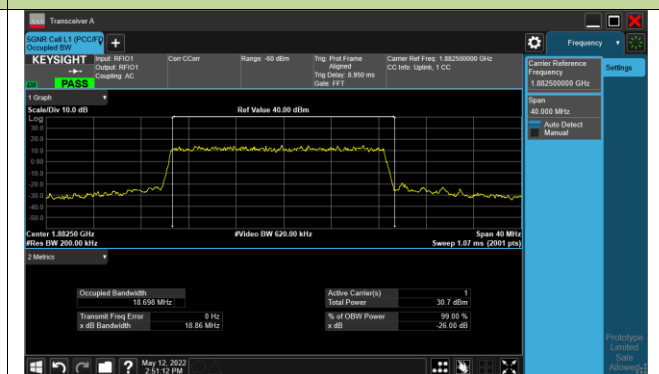 Transceiver A
5GNR Cell L1 (PCC/FD
Occupied BW
Frequency
KEYSIGHT
Input: RFIO1
Output: RFIO1
Coupling: AC
Corr CCorr
Range: -60 dBm
Trig: Prot Frame
Aligned
Trig Delay: 8.950 ms
Gate: FFT
Carrier Ref Freq: 1.882500000 GHz
CC Info: Uplink, 1 CC
PASS
Carrier Reference
Frequency
1.882500000 GHz
Settings
Span
40.000 MHz
Auto Detect
Manual
1 Graph
Scale/Div 10.0 dB
Ref Value 40.00 dBm
Log
30.0
20.0
10.0
0.00
-10.0
-20.0
-30.0
-40.0
-50.0
Center 1.88250 GHz
#Video BW 620.00 kHz
Span 40 MHz
#Res BW 200.00 kHz
Sweep 1.07 ms (2001 pts)
2 Metrics
Occupied Bandwidth
18.698 MHz
Active Carrier(s) 1
Total Power 30.7 dBm
Transmit Freq Error 0 Hz
x dB Bandwidth 18.86 MHz
% of OBW Power 99.00 %
x dB -26.00 dB
Prototype
Limited
Sale
Allowed
May 12, 2022
2:51:12 PM